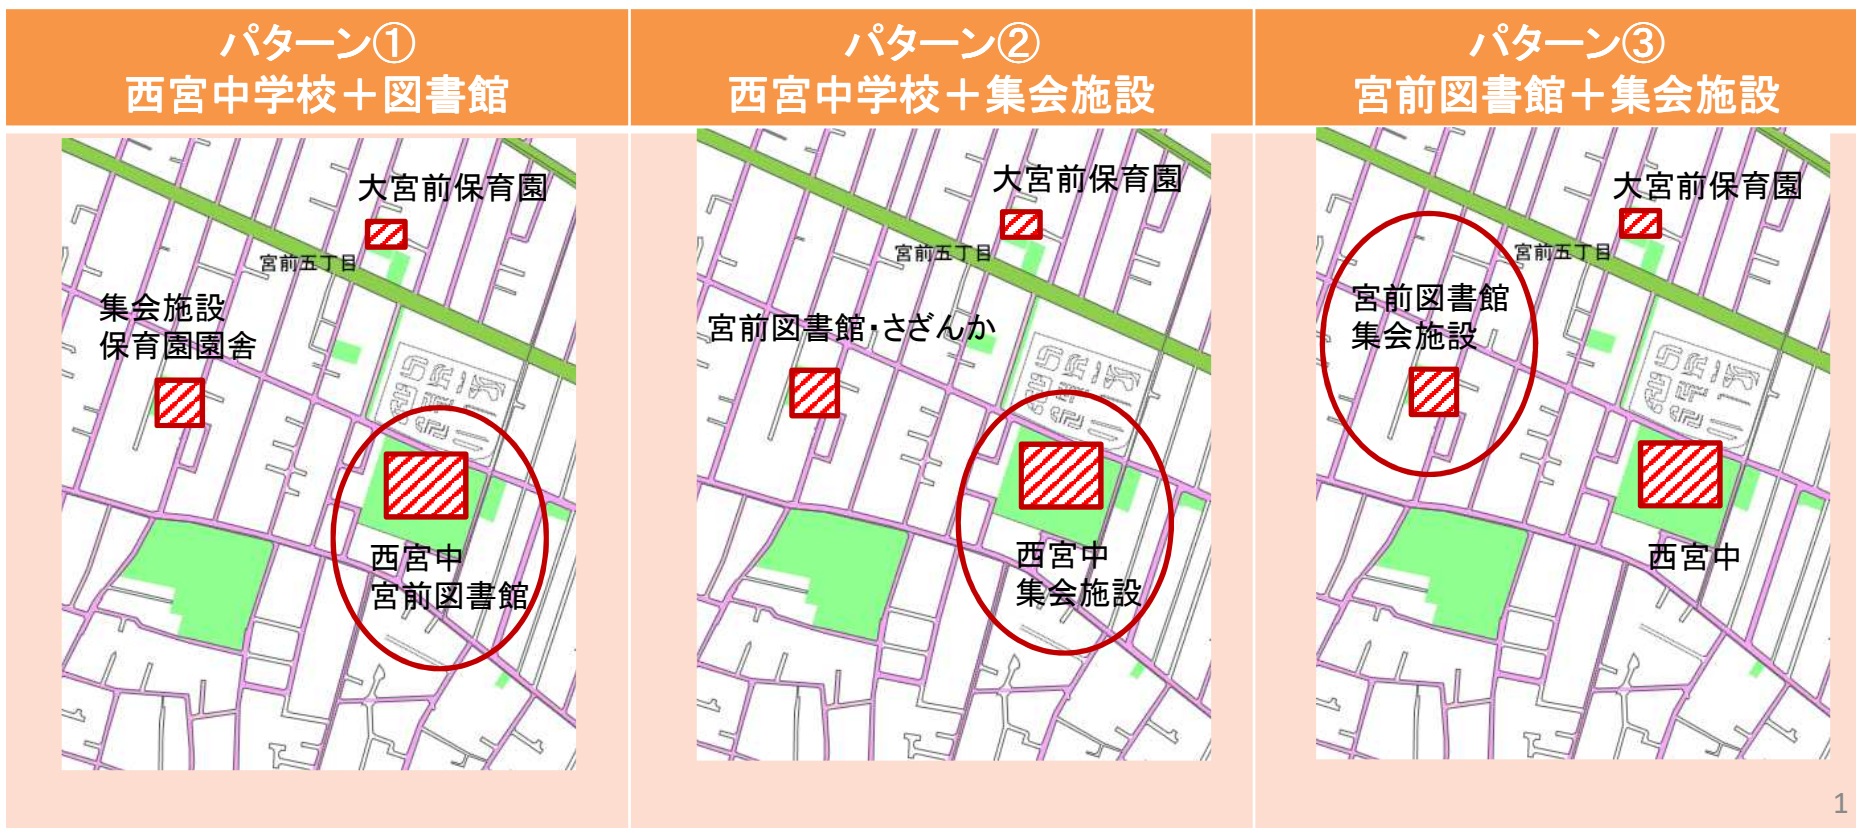 パターン①
西宮中学校＋図書館
パターン②
西宮中学校＋集会施設
パターン③
宮前図書館＋集会施設
大宮前保育園
宮前五丁目
集会施設
保育園園舎
西宮中
宮前図書館
大宮前保育園
宮前五丁目
宮前図書館・さざんか
西宮中
集会施設
大宮前保育園
宮前五丁目
宮前図書館
集会施設
西宮中
1